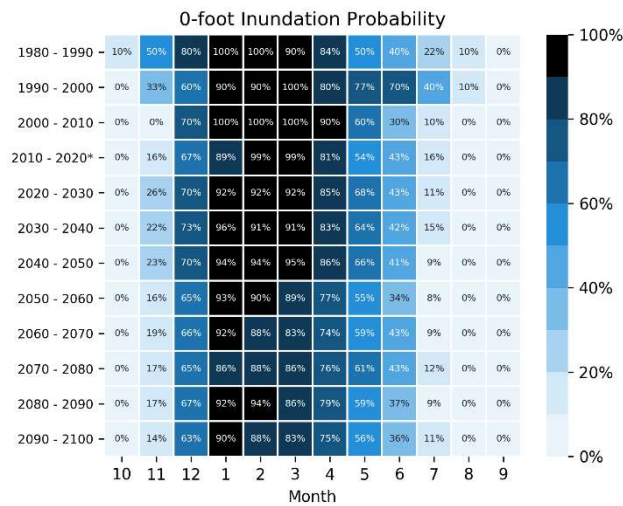 0-foot Inundation Probability
1980 - 1990 10% 50% 80% 100% 100% 90% 84% 50% 40% 22% 10% 0%
1990 - 2000 0% 33% 60% 90% 90% 100% 80% 77% 70% 40% 10% 0%
2000 - 2010 0% 0% 70% 100% 100% 100% 90% 60% 30% 10% 0% 0%
2010 - 2020* 0% 16% 67% 89% 99% 99% 81% 54% 43% 16% 0% 0%
2020 - 2030 0% 26% 70% 92% 92% 92% 85% 68% 43% 11% 0% 0%
2030 - 2040 0% 22% 73% 96% 91% 91% 83% 64% 42% 15% 0% 0%
2040 - 2050 0% 23% 70% 94% 94% 95% 86% 66% 41% 9% 0% 0%
2050 - 2060 0% 16% 65% 93% 90% 89% 77% 55% 34% 8% 0% 0%
2060 - 2070 0% 19% 66% 92% 88% 83% 74% 59% 43% 9% 0% 0%
2070 - 2080 0% 17% 65% 86% 88% 86% 76% 61% 43% 12% 0% 0%
2080 - 2090 0% 17% 67% 92% 94% 86% 79% 59% 37% 9% 0% 0%
2090 - 2100 0% 14% 63% 90% 88% 83% 75% 56% 36% 11% 0% 0%
10 11 12 1 2 3 4 5 6 7 8 9
Month
100%
80%
60%
40%
20%
0%